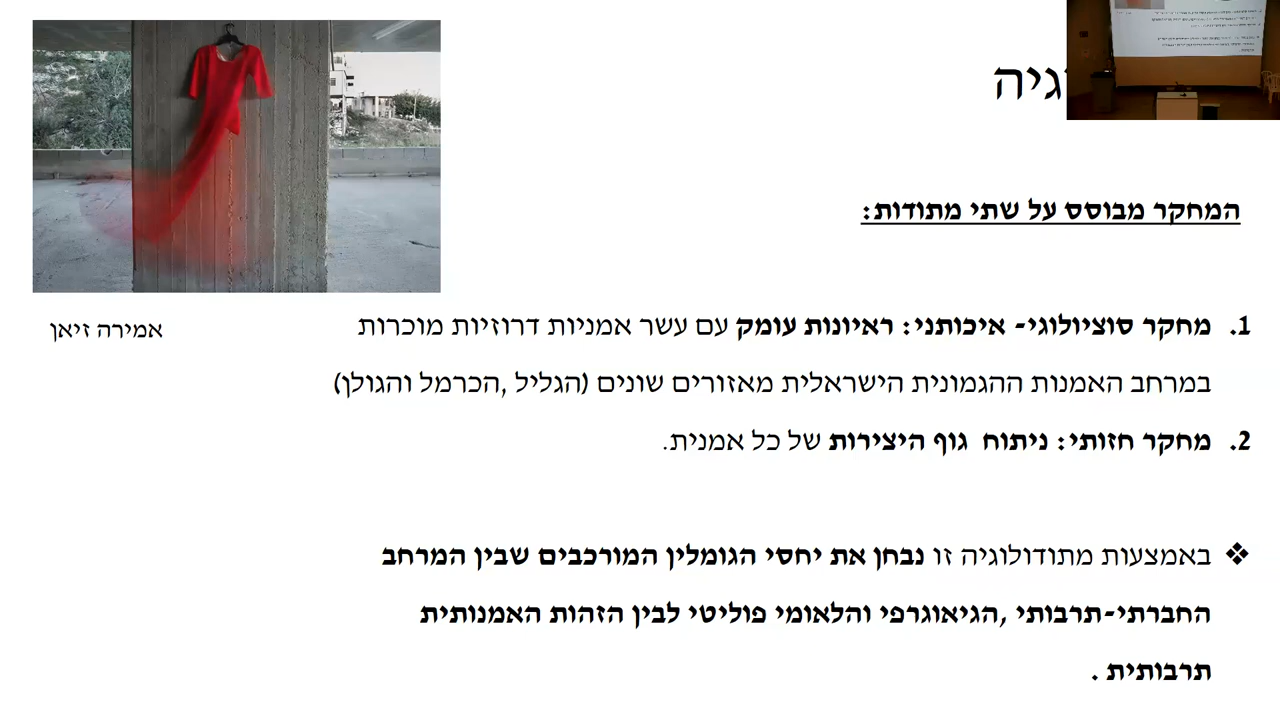 המחקר מבוסס על שתי מתודות:
1. מחקר סוציולוגי- איכותני: ראיונות עומק עם עשר אמניות דרוזיות מוכרות
במרחב האמנות ההגמונית הישראלית מאזורים שונים (הגליל ,הכרמל והגולן)
2. מחקר חזותי: ניתוח גוף היצירות של כל אמנית.
❖ באמצעות מתודולוגיה זו נבחן את יחסי הגומלין המורכבים שבין המרחב
החברתי-תרבותי ,הגיאוגרפי והלאומי פוליטי לבין הזהות האמנותית
תרבותית .
אמירה זיאן